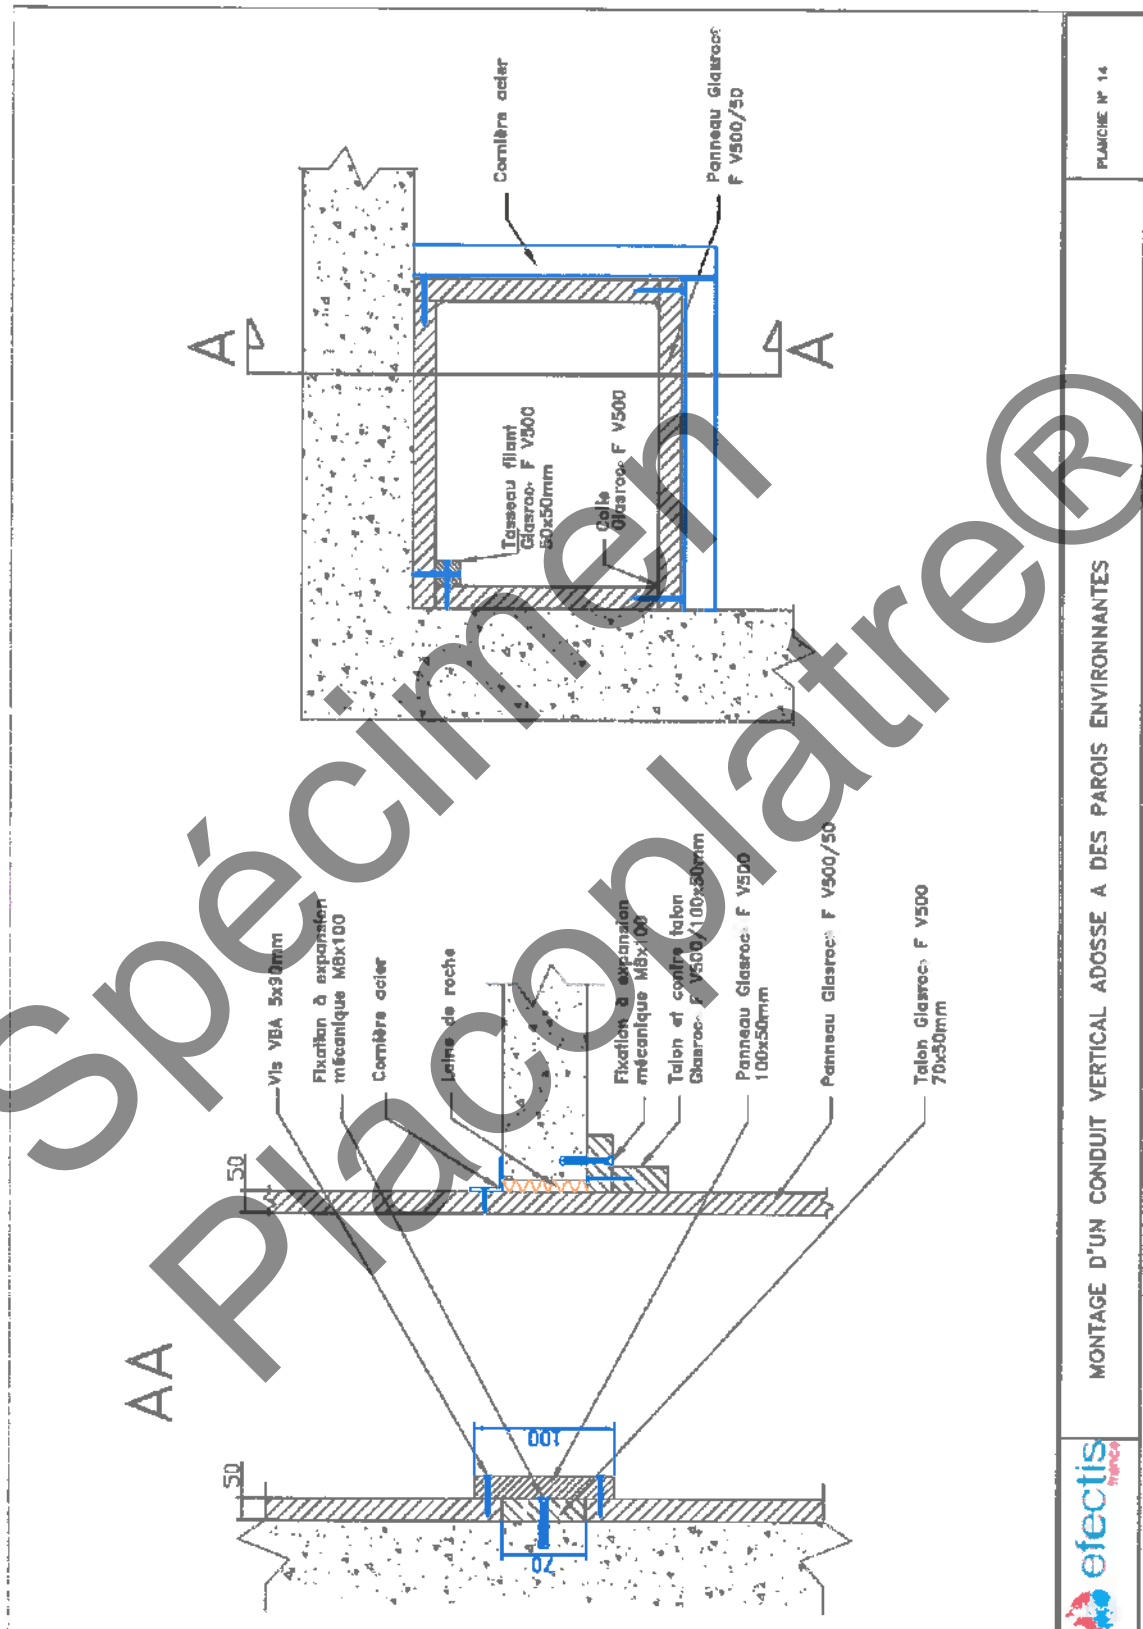 Cornière acier
Panneau Glasroc
F V500/50
A
A
Tasseau filant
Glasroc F V500
50x50mm
Colle
Glasroc F V500
AA
50
Vis VBA 5x90mm
Fixation à expansion
mécanique M8x100
Cornière acier
Laine de roche
Fixation à expansion
mécanique M8x100
Talon et contre talon
Glasroc F V500/100x50mm
Panneau Glasroc F V500
100x50mm
Panneau Glasroc F V500/50
Talon Glasroc F V500
70x50mm
50
100
70
Spécimen
Placoplatre®
efectis
france
MONTAGE D'UN CONDUIT VERTICAL ADOSSE A DES PAROIS ENVIRONNANTES
PLANCHE N° 14